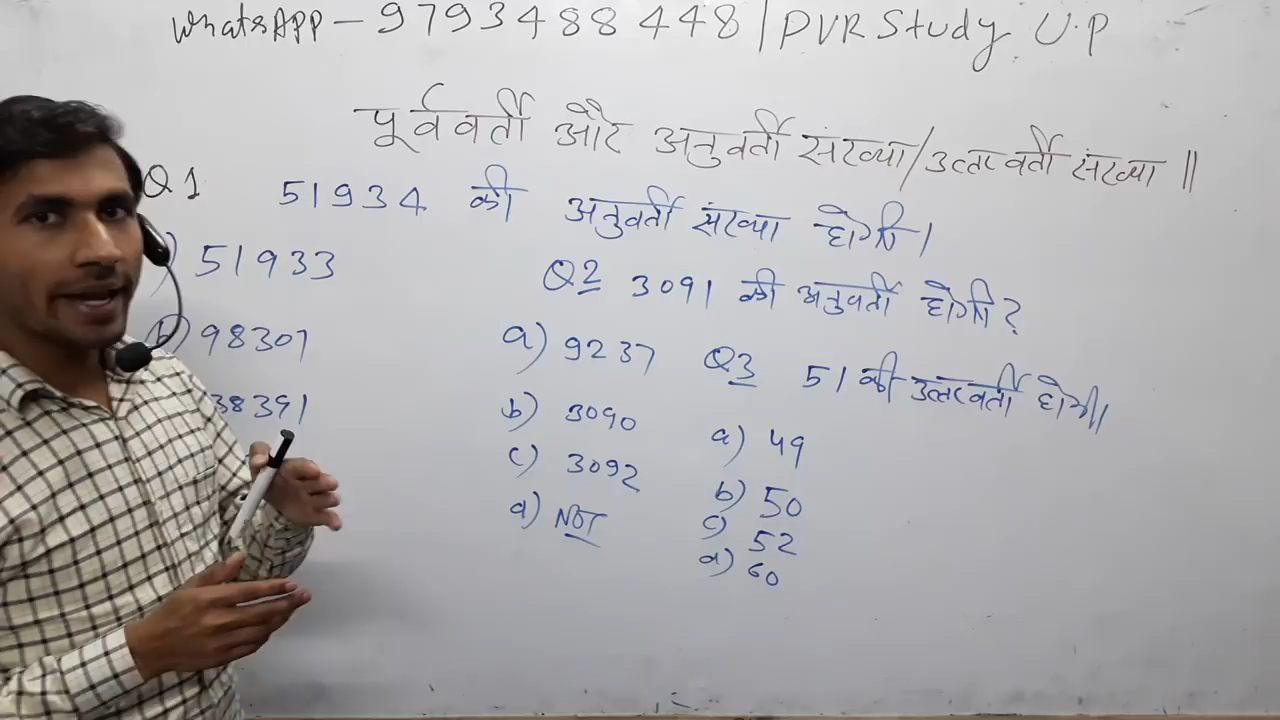 WhatsAPP - 9793488448 | PVR Study U.P
पूर्ववर्ती और अनुवर्ती संख्या/उत्तरवर्ती संख्या ||
Q1 51934 की अनुवर्ती संख्या होगी।
) 51933
b) 98307
38391
Q2 3091 की अनुवर्ती होगी ?
a) 9237
b) 3090
c) 3092
d) NOT
Q3 51 की उत्तरवर्ती होगी।
a) 49
b) 50
c) 52
d) 60